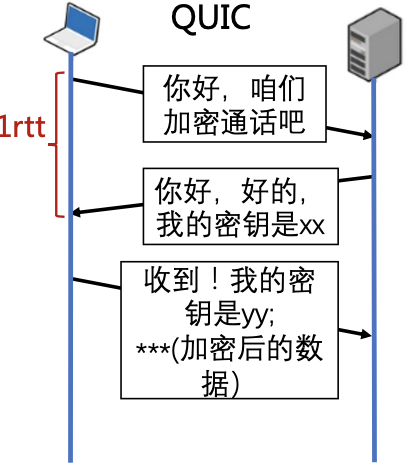 QUIC
你好，咱们
加密通话吧
1rtt
你好，好的，
我的密钥是xx
收到！我的密
钥是yy;
***(加密后的数
据)